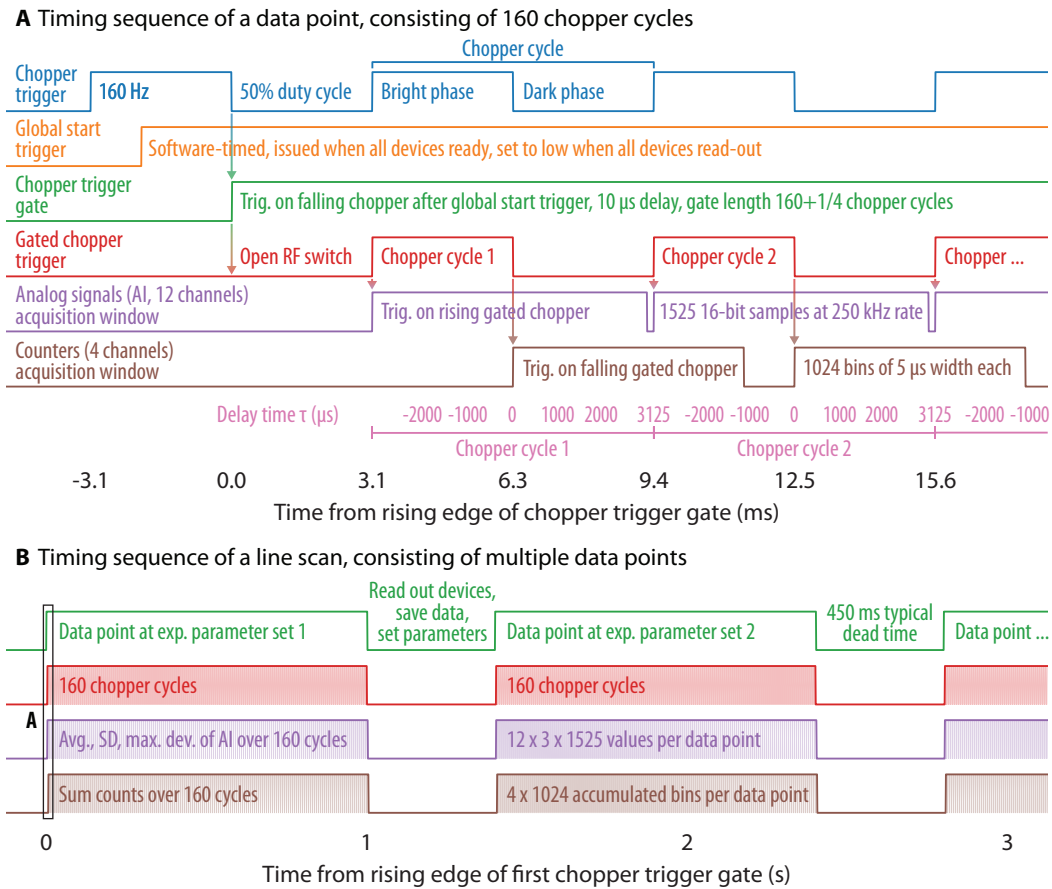 A Timing sequence of a data point, consisting of 160 chopper cycles
Chopper cycle
Chopper
trigger
160 Hz
50% duty cycle
Bright phase
Dark phase
Global start
trigger
Software-timed, issued when all devices ready, set to low when all devices read-out
Chopper trigger
gate
Trig. on falling chopper after global start trigger, 10 µs delay, gate length 160+1/4 chopper cycles
Gated chopper
trigger
Open RF switch
Chopper cycle 1
Chopper cycle 2
Chopper ...
Analog signals (AI, 12 channels)
acquisition window
Trig. on rising gated chopper
1525 16-bit samples at 250 kHz rate
Counters (4 channels)
acquisition window
Trig. on falling gated chopper
1024 bins of 5 µs width each
Delay time τ (µs)
-2000 -1000 0 1000 2000 3125 -2000 -1000 0 1000 2000 3125 -2000 -1000
Chopper cycle 1
Chopper cycle 2
-3.1 0.0 3.1 6.3 9.4 12.5 15.6
Time from rising edge of chopper trigger gate (ms)
B Timing sequence of a line scan, consisting of multiple data points
Data point at exp. parameter set 1
Read out devices,
save data,
set parameters
Data point at exp. parameter set 2
450 ms typical
dead time
Data point ...
160 chopper cycles
160 chopper cycles
A
Avg., SD, max. dev. of AI over 160 cycles
12 x 3 x 1525 values per data point
Sum counts over 160 cycles
4 x 1024 accumulated bins per data point
0 1 2 3
Time from rising edge of first chopper trigger gate (s)